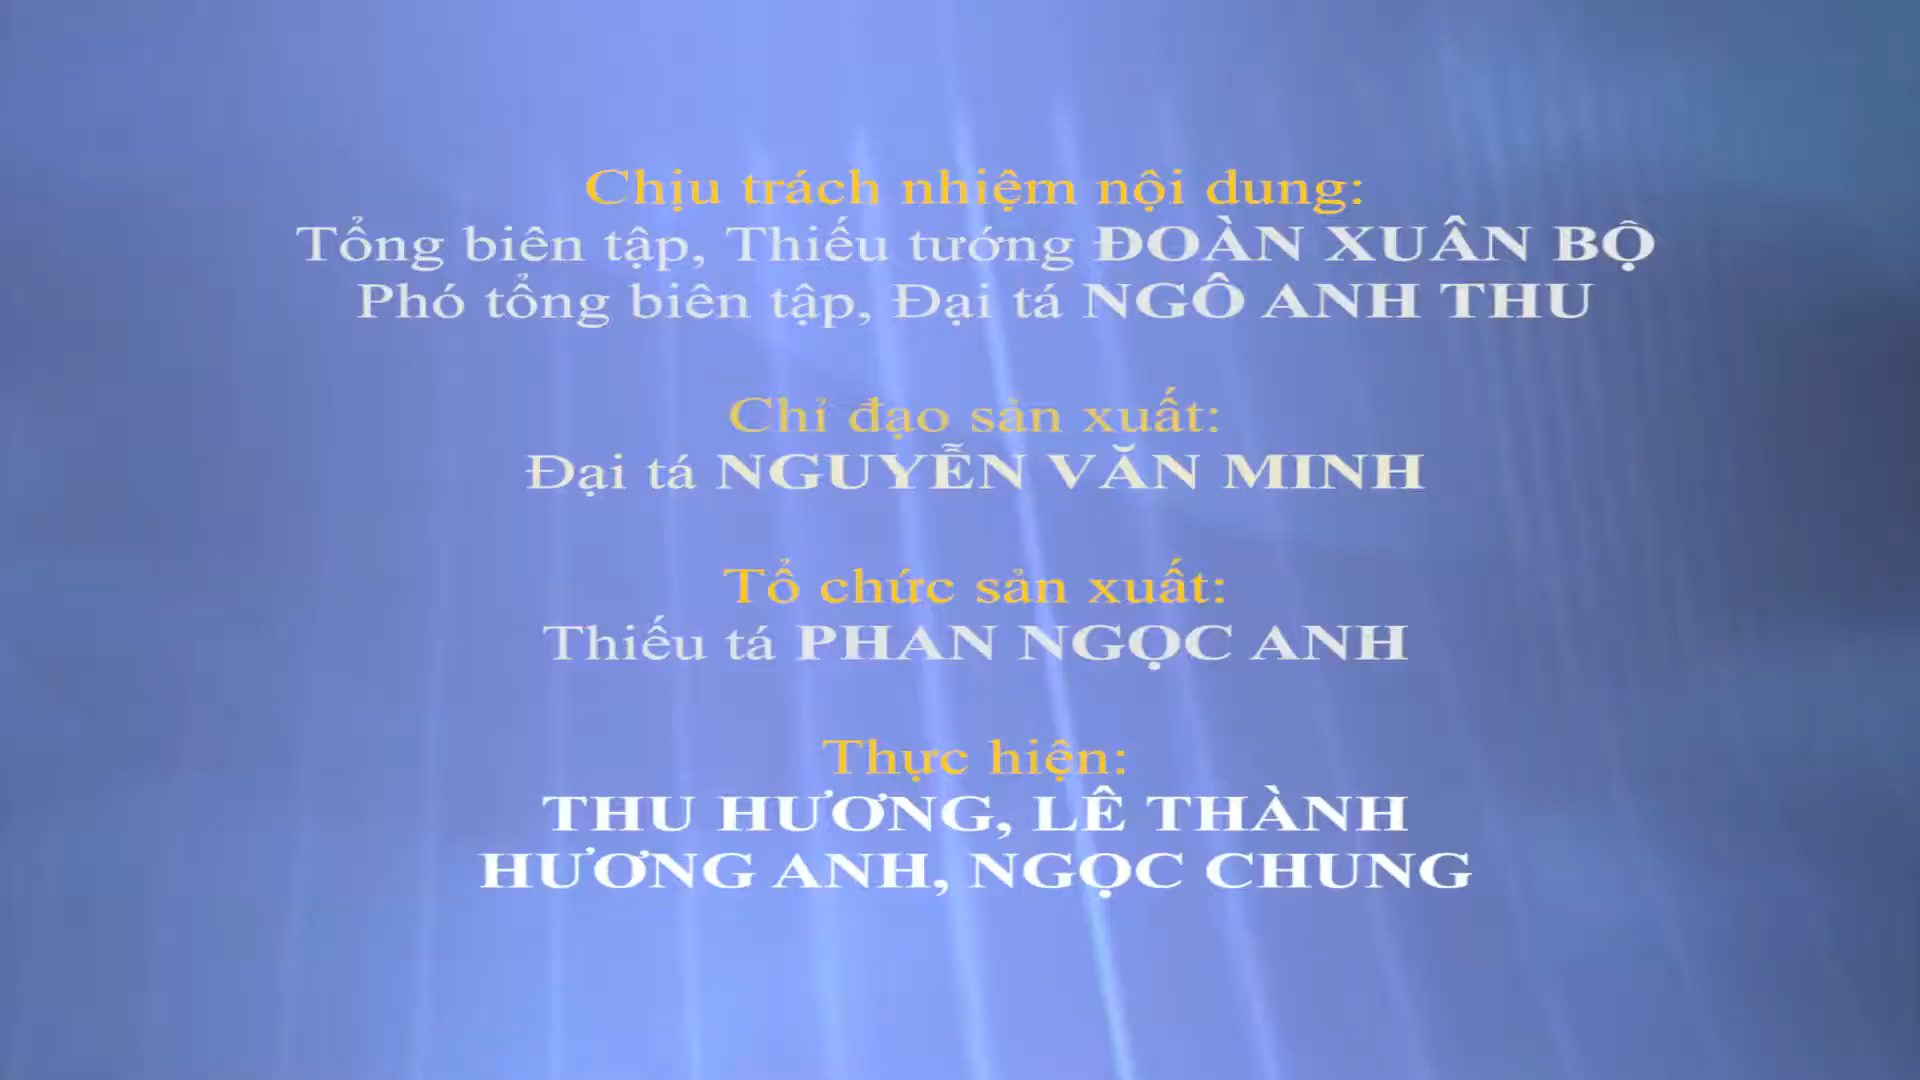 Chịu trách nhiệm nội dung:
Tổng biên tập, Thiếu tướng ĐOÀN XUÂN BỘ
Phó tổng biên tập, Đại tá NGÔ ANH THU
Chỉ đạo sản xuất:
Đại tá NGUYỄN VĂN MINH
Tổ chức sản xuất:
Thiếu tá PHAN NGỌC ANH
Thực hiện:
THU HƯƠNG, LÊ THÀNH
HƯƠNG ANH, NGỌC CHUNG